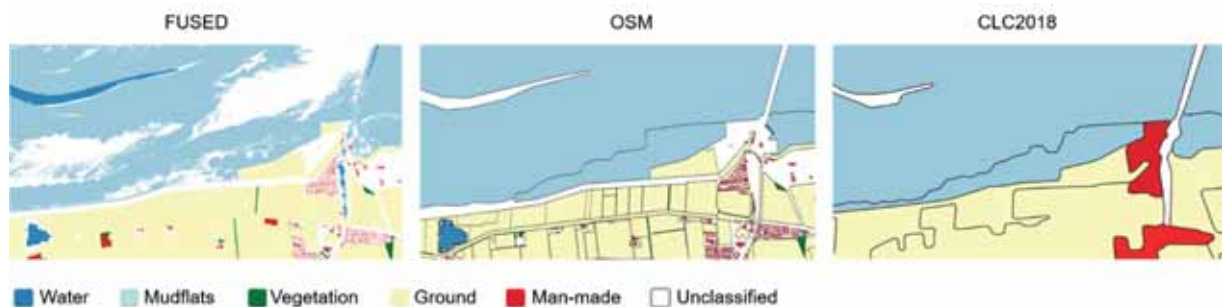 FUSED OSM CLC2018
Water Mudflats Vegetation Ground Man-made Unclassified